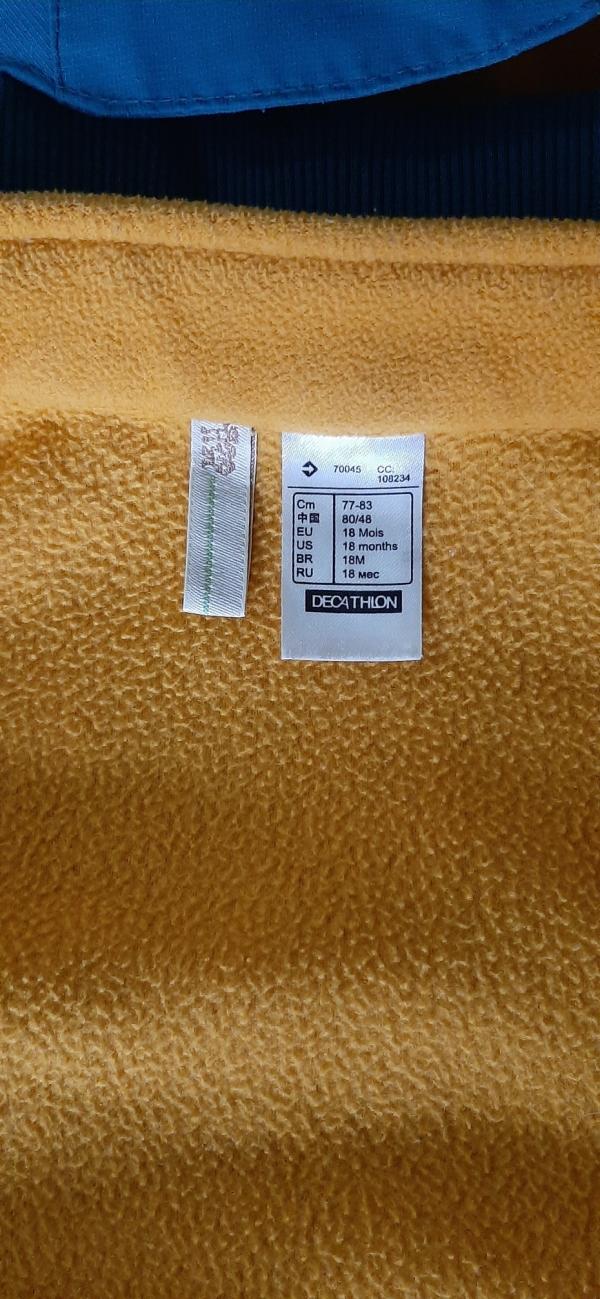 70045 CC:
108234
Cm 77-83
中国 80/48
EU 18 Mois
US 18 months
BR 18M
RU 18 мес
DECATHLON